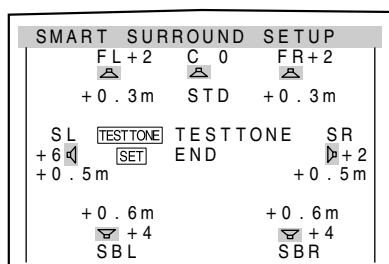 SMART SURROUND SETUP
FL+2 C 0 FR+2
+0.3m STD +0.3m
SL TESTTONE TESTTONE SR
+6 SET END +2
+0.5m +0.5m
+0.6m +0.6m
+4 +4
SBL SBR